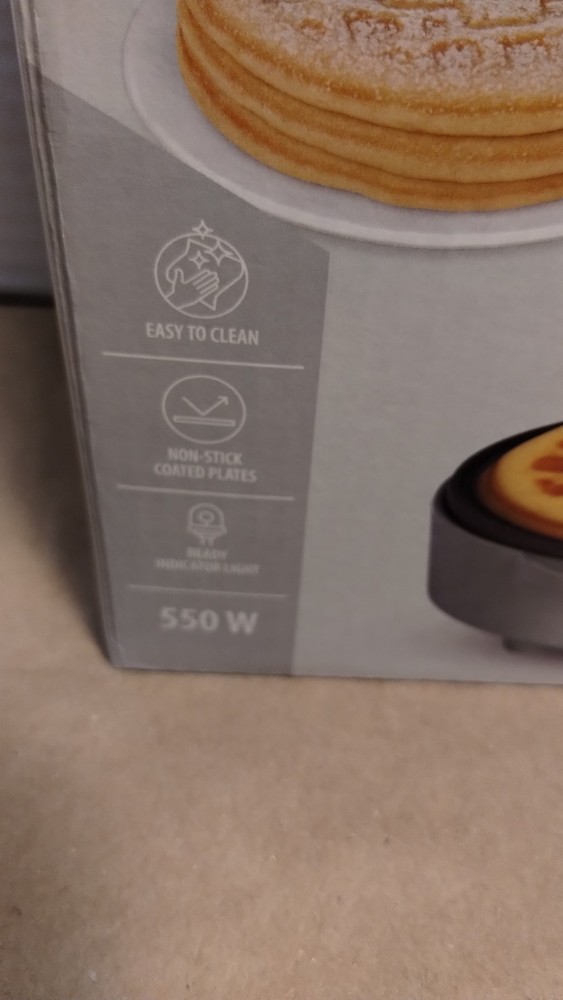 EASY TO CLEAN
NON-STICK
COATED PLATES
READY
INDICATOR LIGHT
550 W